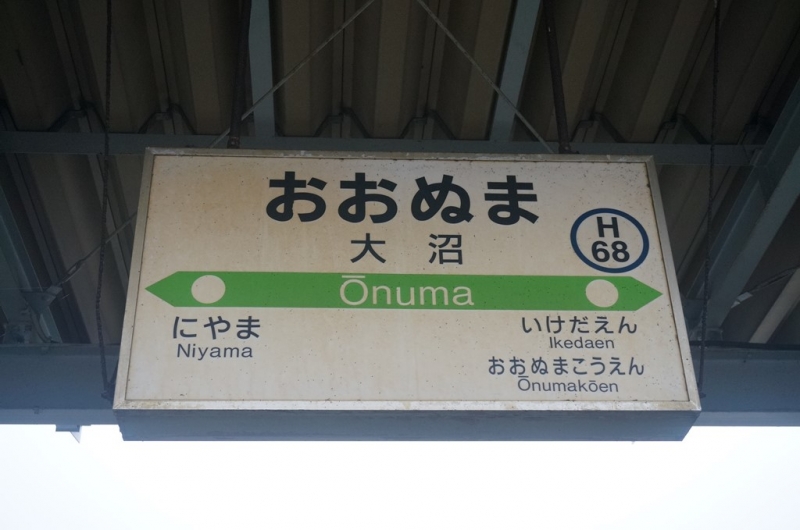 おおぬま
大沼
H
68
Ōnuma
にやま
Niyama
いけだえん
Ikedaen
おおぬまこうえん
Ōnumakōen